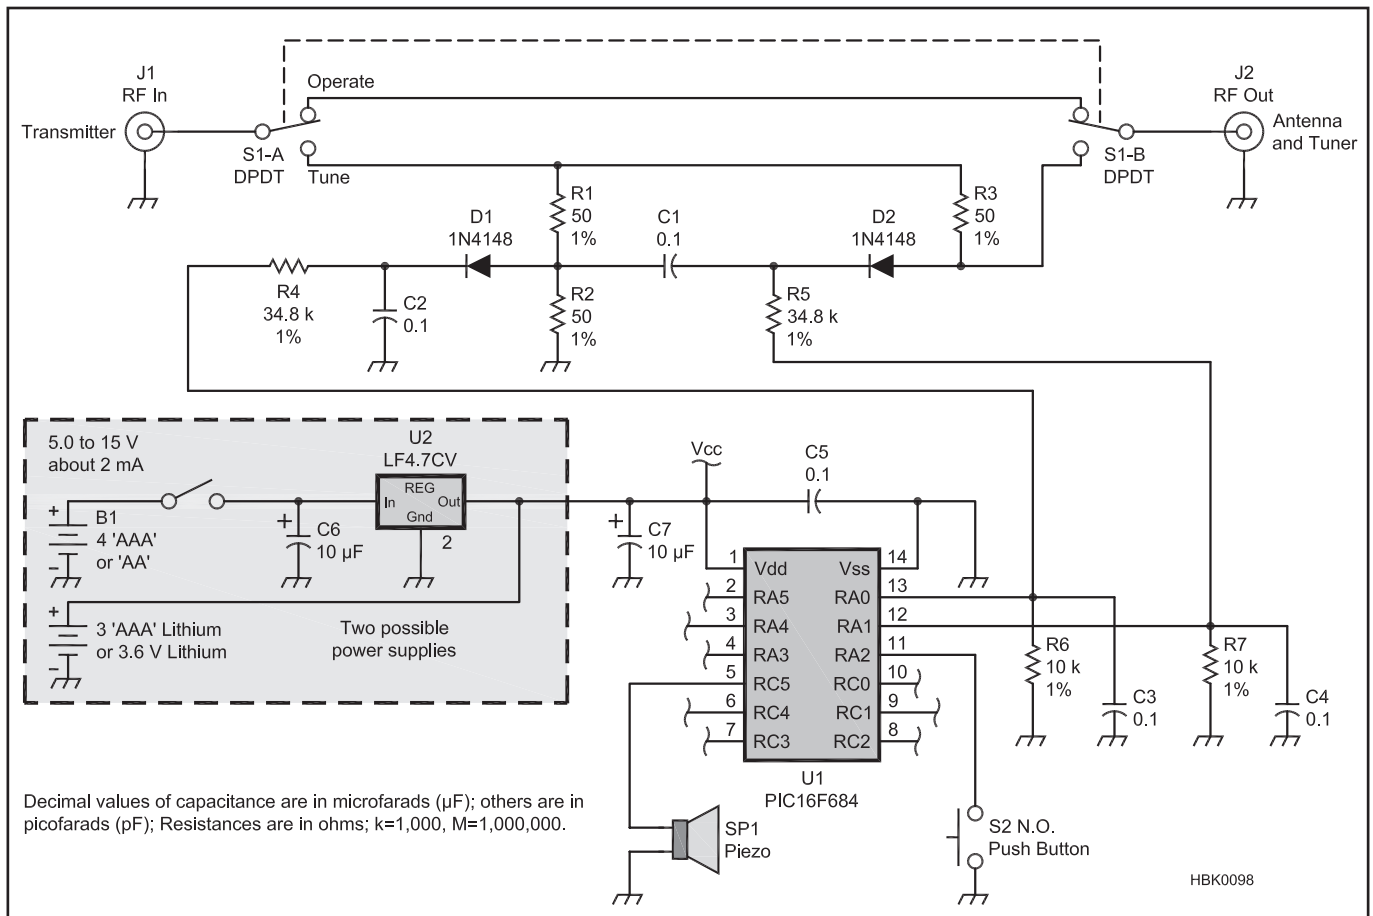 J1
RF In
Transmitter
Operate
S1-A
DPDT
Tune
J2
RF Out
Antenna
and Tuner
S1-B
DPDT
R1
50
1%
R3
50
1%
D1
1N4148
C1
0.1
D2
1N4148
R4
34.8 k
1%
C2
0.1
R2
50
1%
R5
34.8 k
1%
5.0 to 15 V
about 2 mA
U2
LF4.7CV
REG
In
Out
Gnd
2
+
B1
4 'AAA'
or 'AA'
-
+
C6
10 µF
+
3 'AAA' Lithium
or 3.6 V Lithium
-
Two possible
power supplies
Vcc
C5
0.1
+
C7
10 µF
1 Vdd Vss 14
2 RA5 RA0 13
3 RA4 RA1 12
4 RA3 RA2 11
5 RC5 RC0 10
6 RC4 RC1 9
7 RC3 RC2 8
U1
PIC16F684
R6
10 k
1%
C3
0.1
R7
10 k
1%
C4
0.1
SP1
Piezo
S2 N.O.
Push Button
Decimal values of capacitance are in microfarads (µF); others are in
picofarads (pF); Resistances are in ohms; k=1,000, M=1,000,000.
HBK0098